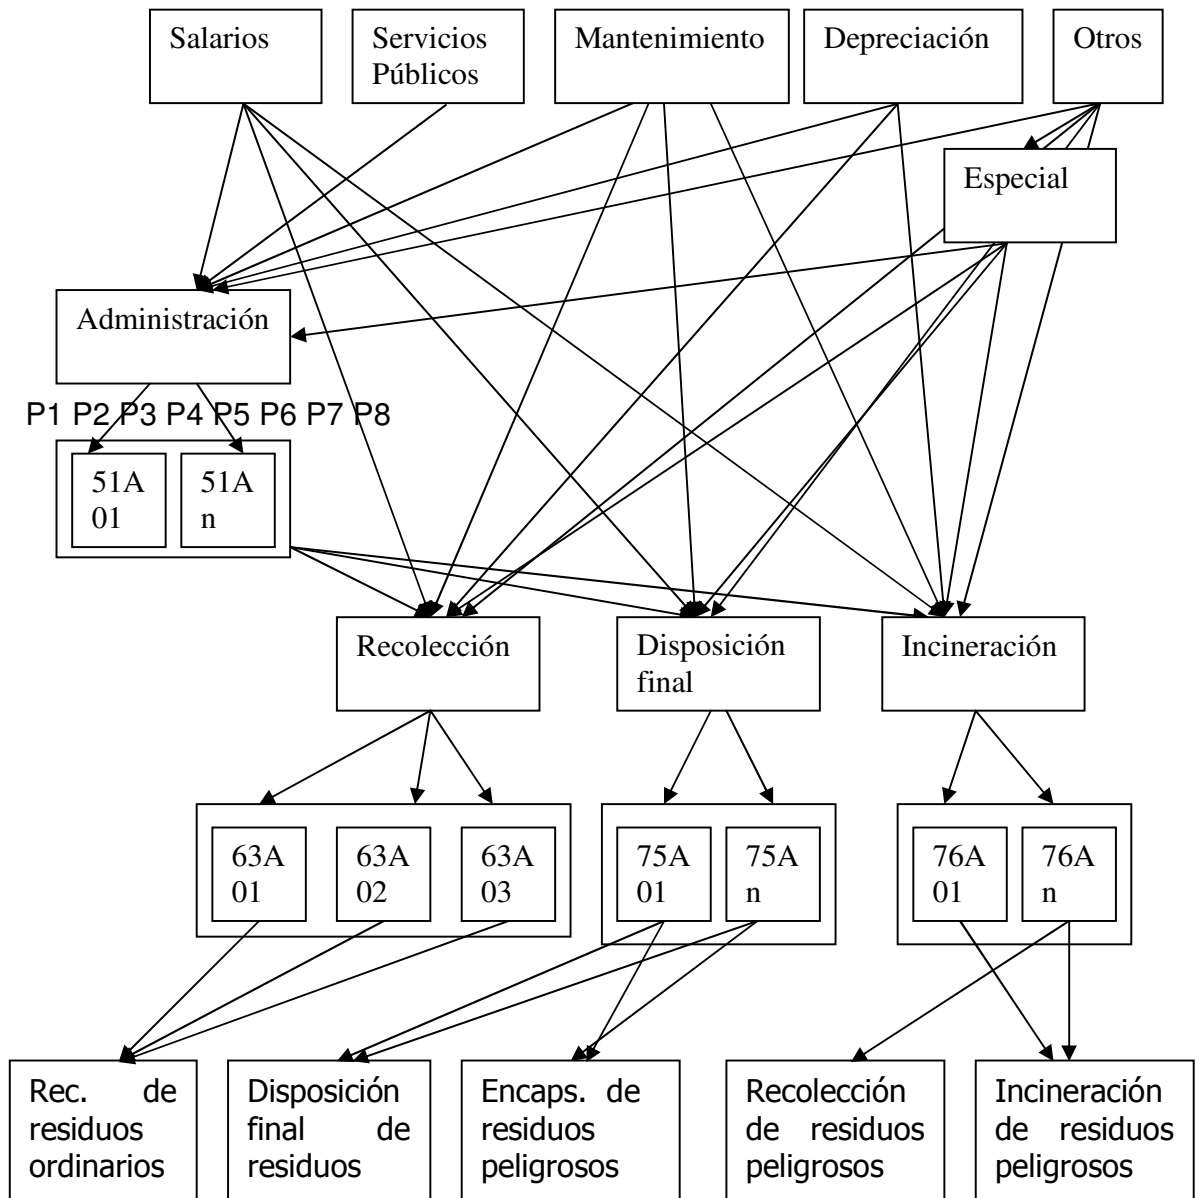 Salarios
Servicios
Públicos
Mantenimiento
Depreciación
Otros
Especial
Administración
P1 P2 P3 P4 P5 P6 P7 P8
51A
01
51A
n
Recolección
Disposición
final
Incineración
63A
01
63A
02
63A
03
75A
01
75A
n
76A
01
76A
n
Rec. de
residuos
ordinarios
Disposición
final de
residuos
Encaps. de
residuos
peligrosos
Recolección
de residuos
peligrosos
Incineración
de residuos
peligrosos